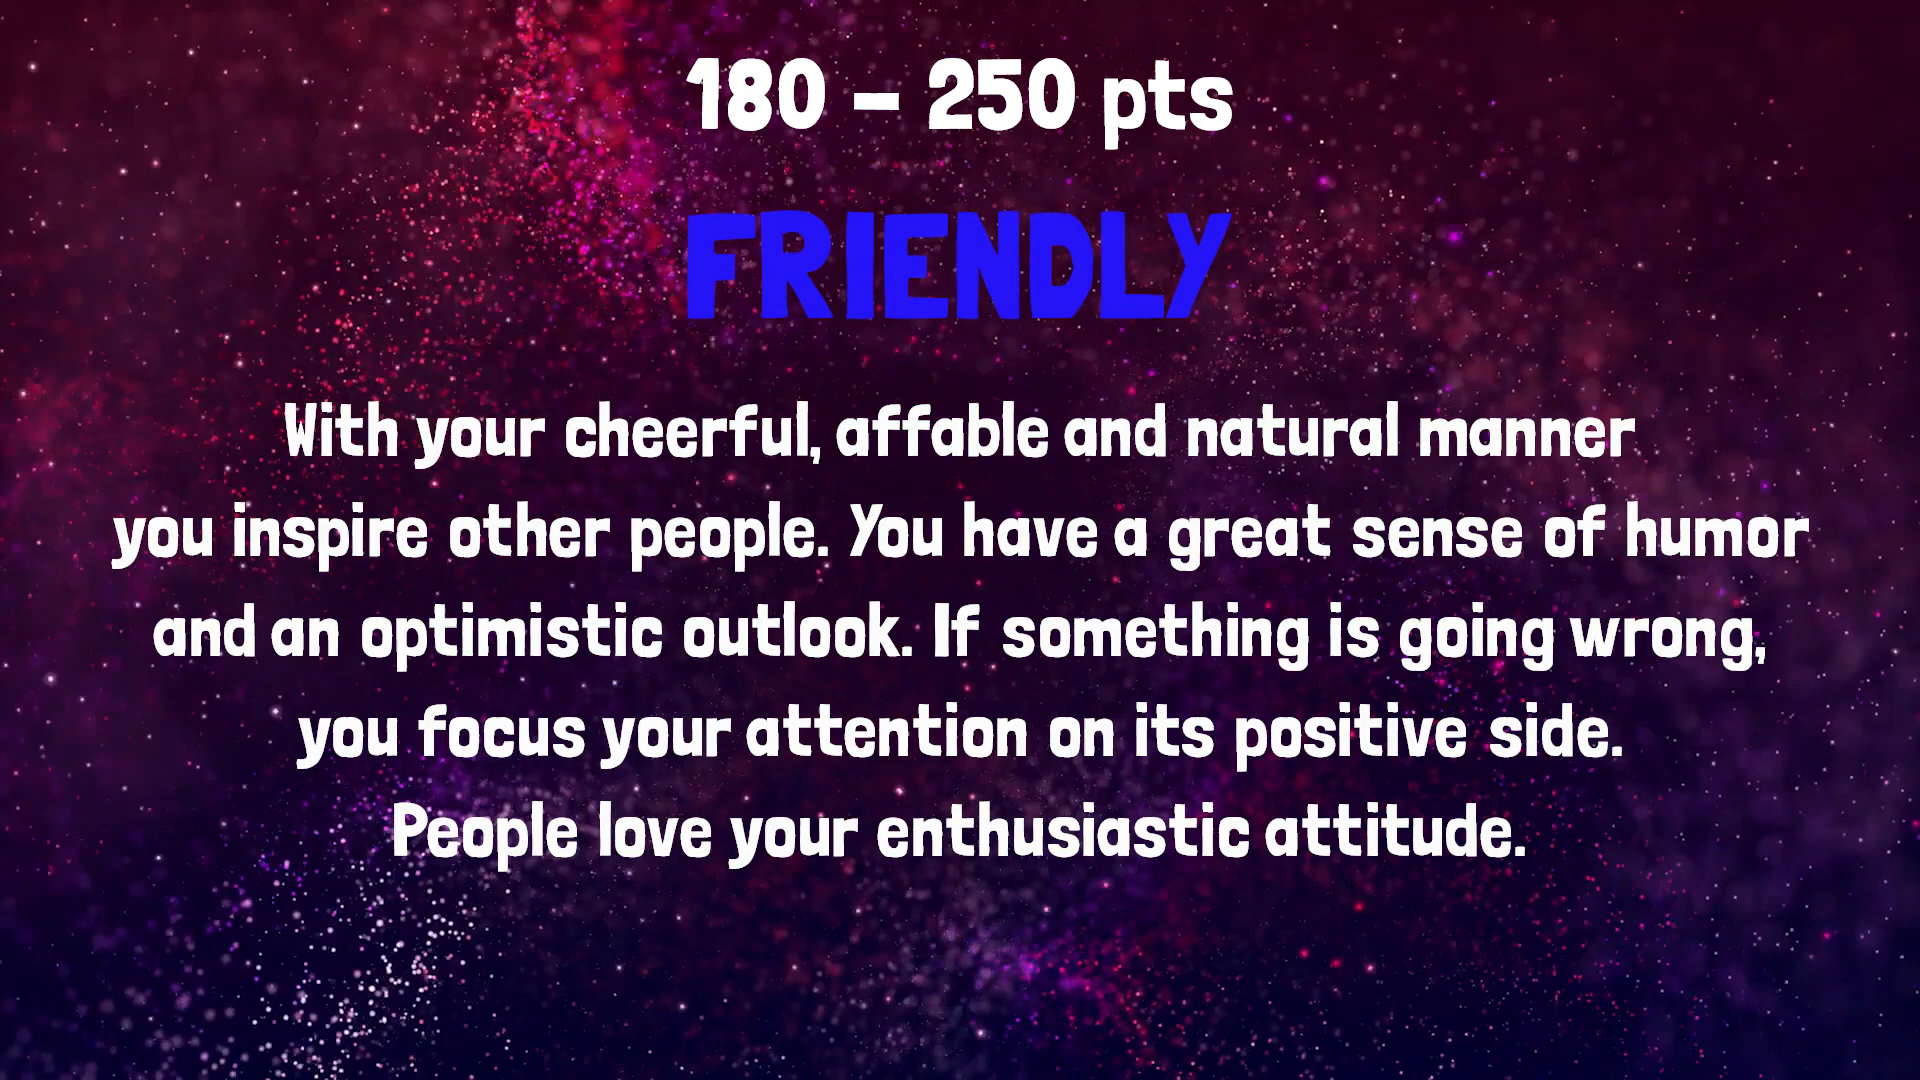 180 – 250 pts
FRIENDLY
With your cheerful, affable and natural manner
you inspire other people. You have a great sense of humor
and an optimistic outlook. If something is going wrong,
you focus your attention on its positive side.
People love your enthusiastic attitude.